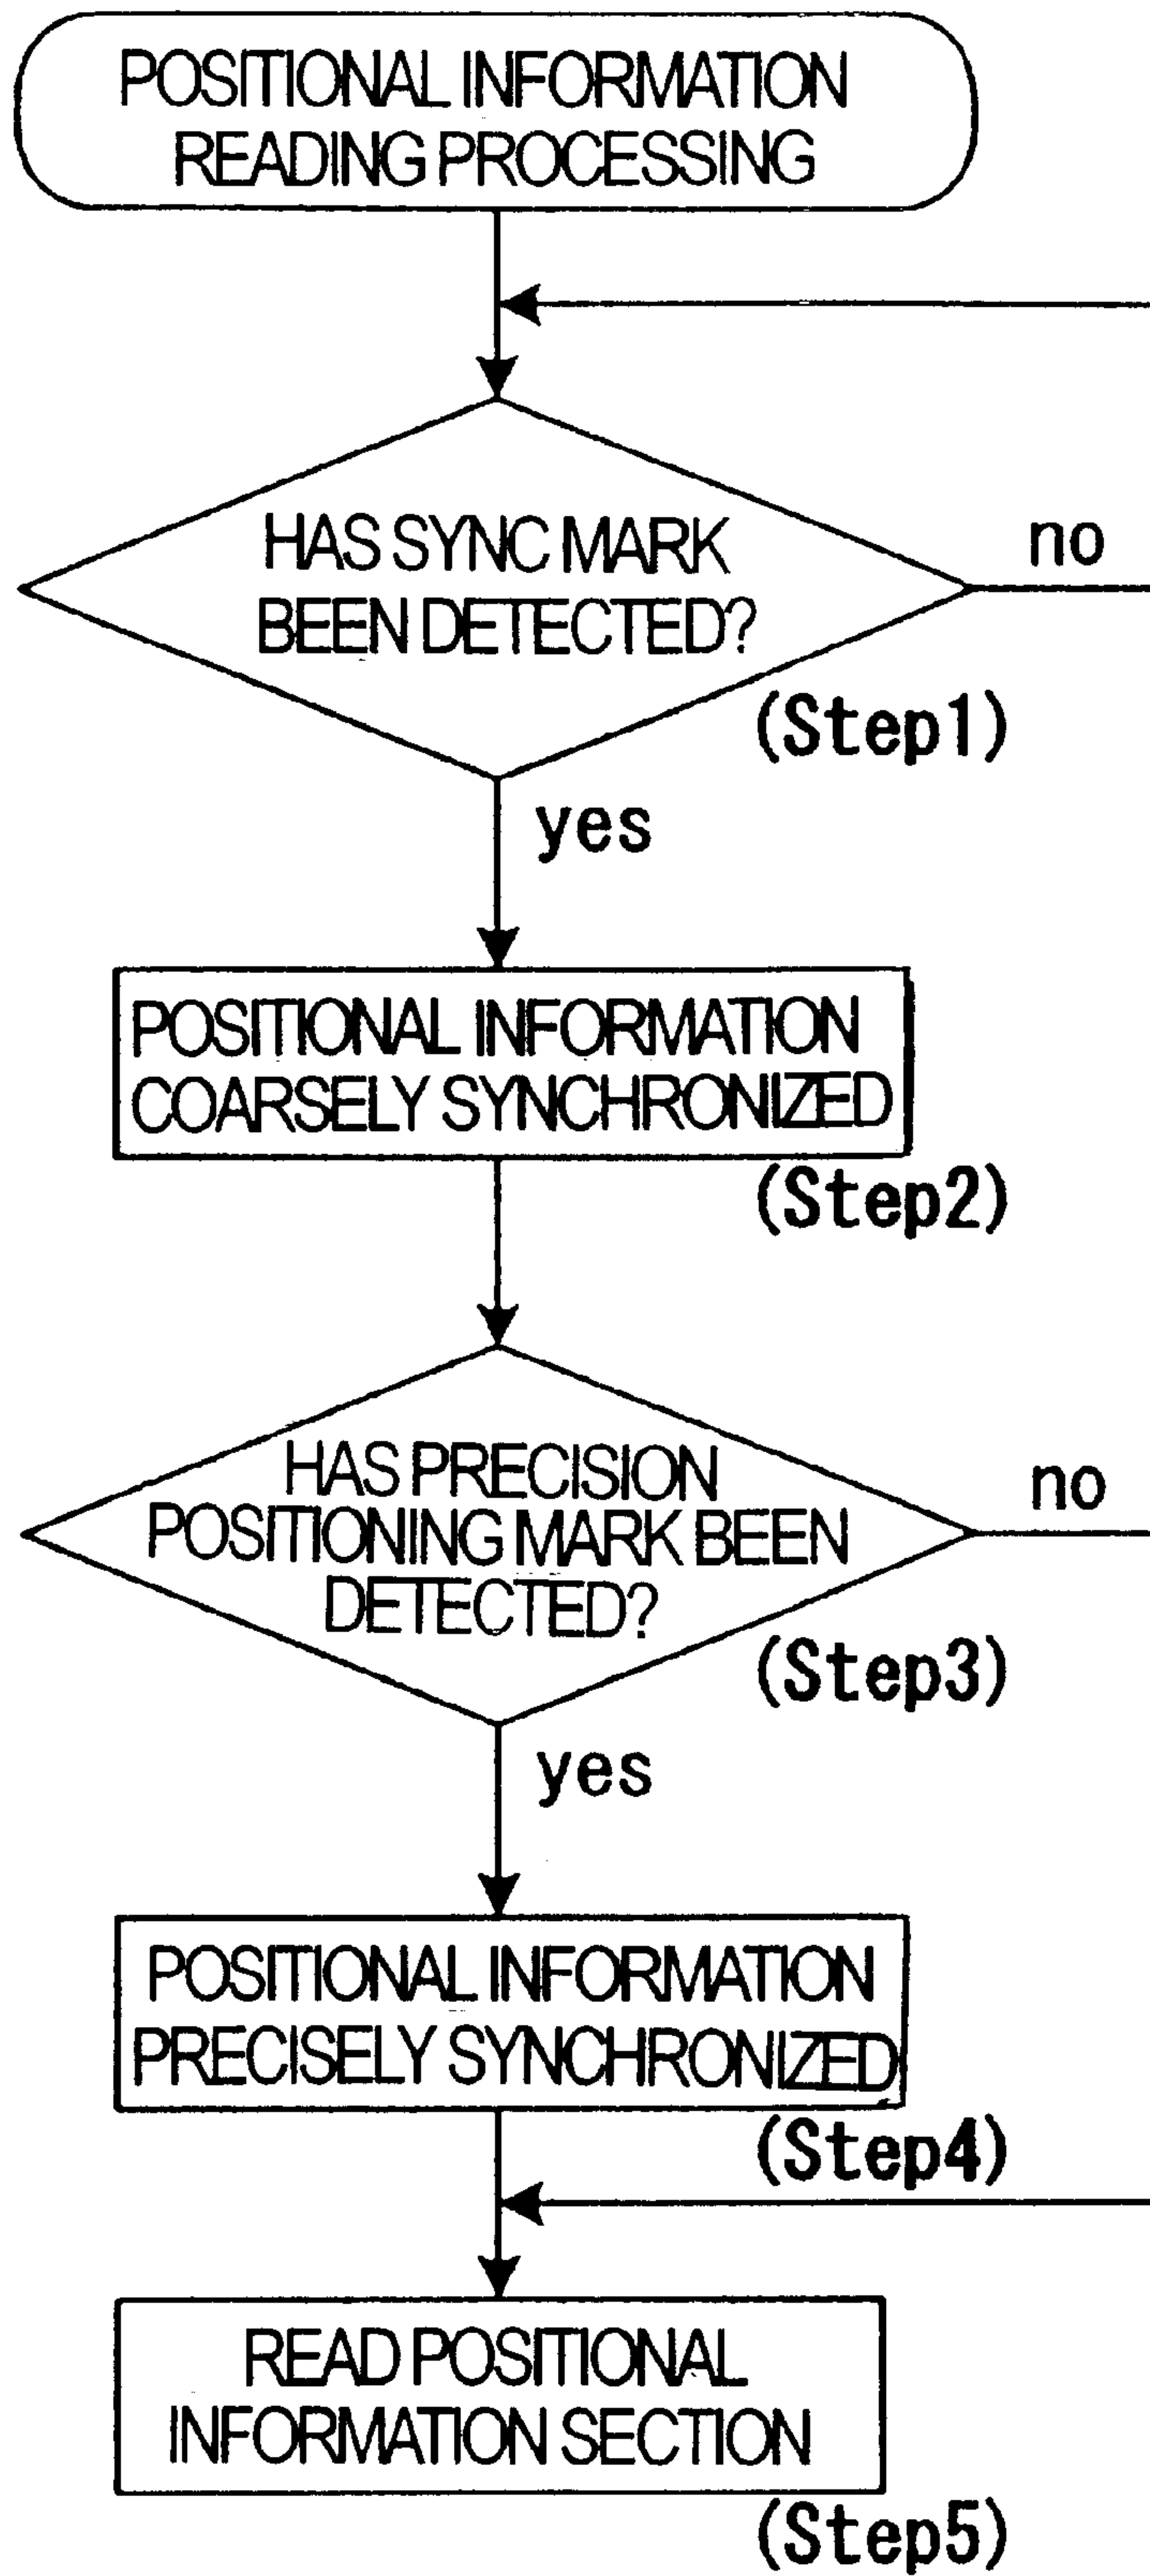 POSITIONAL INFORMATION
READING PROCESSING
HAS SYNC MARK
BEEN DETECTED?
no
(Step1)
yes
POSITIONAL INFORMATION
COARSELY SYNCHRONIZED
(Step2)
HAS PRECISION
POSITIONING MARK BEEN
DETECTED?
no
(Step3)
yes
POSITIONAL INFORMATION
PRECISELY SYNCHRONIZED
(Step4)
READ POSITIONAL
INFORMATION SECTION
(Step5)